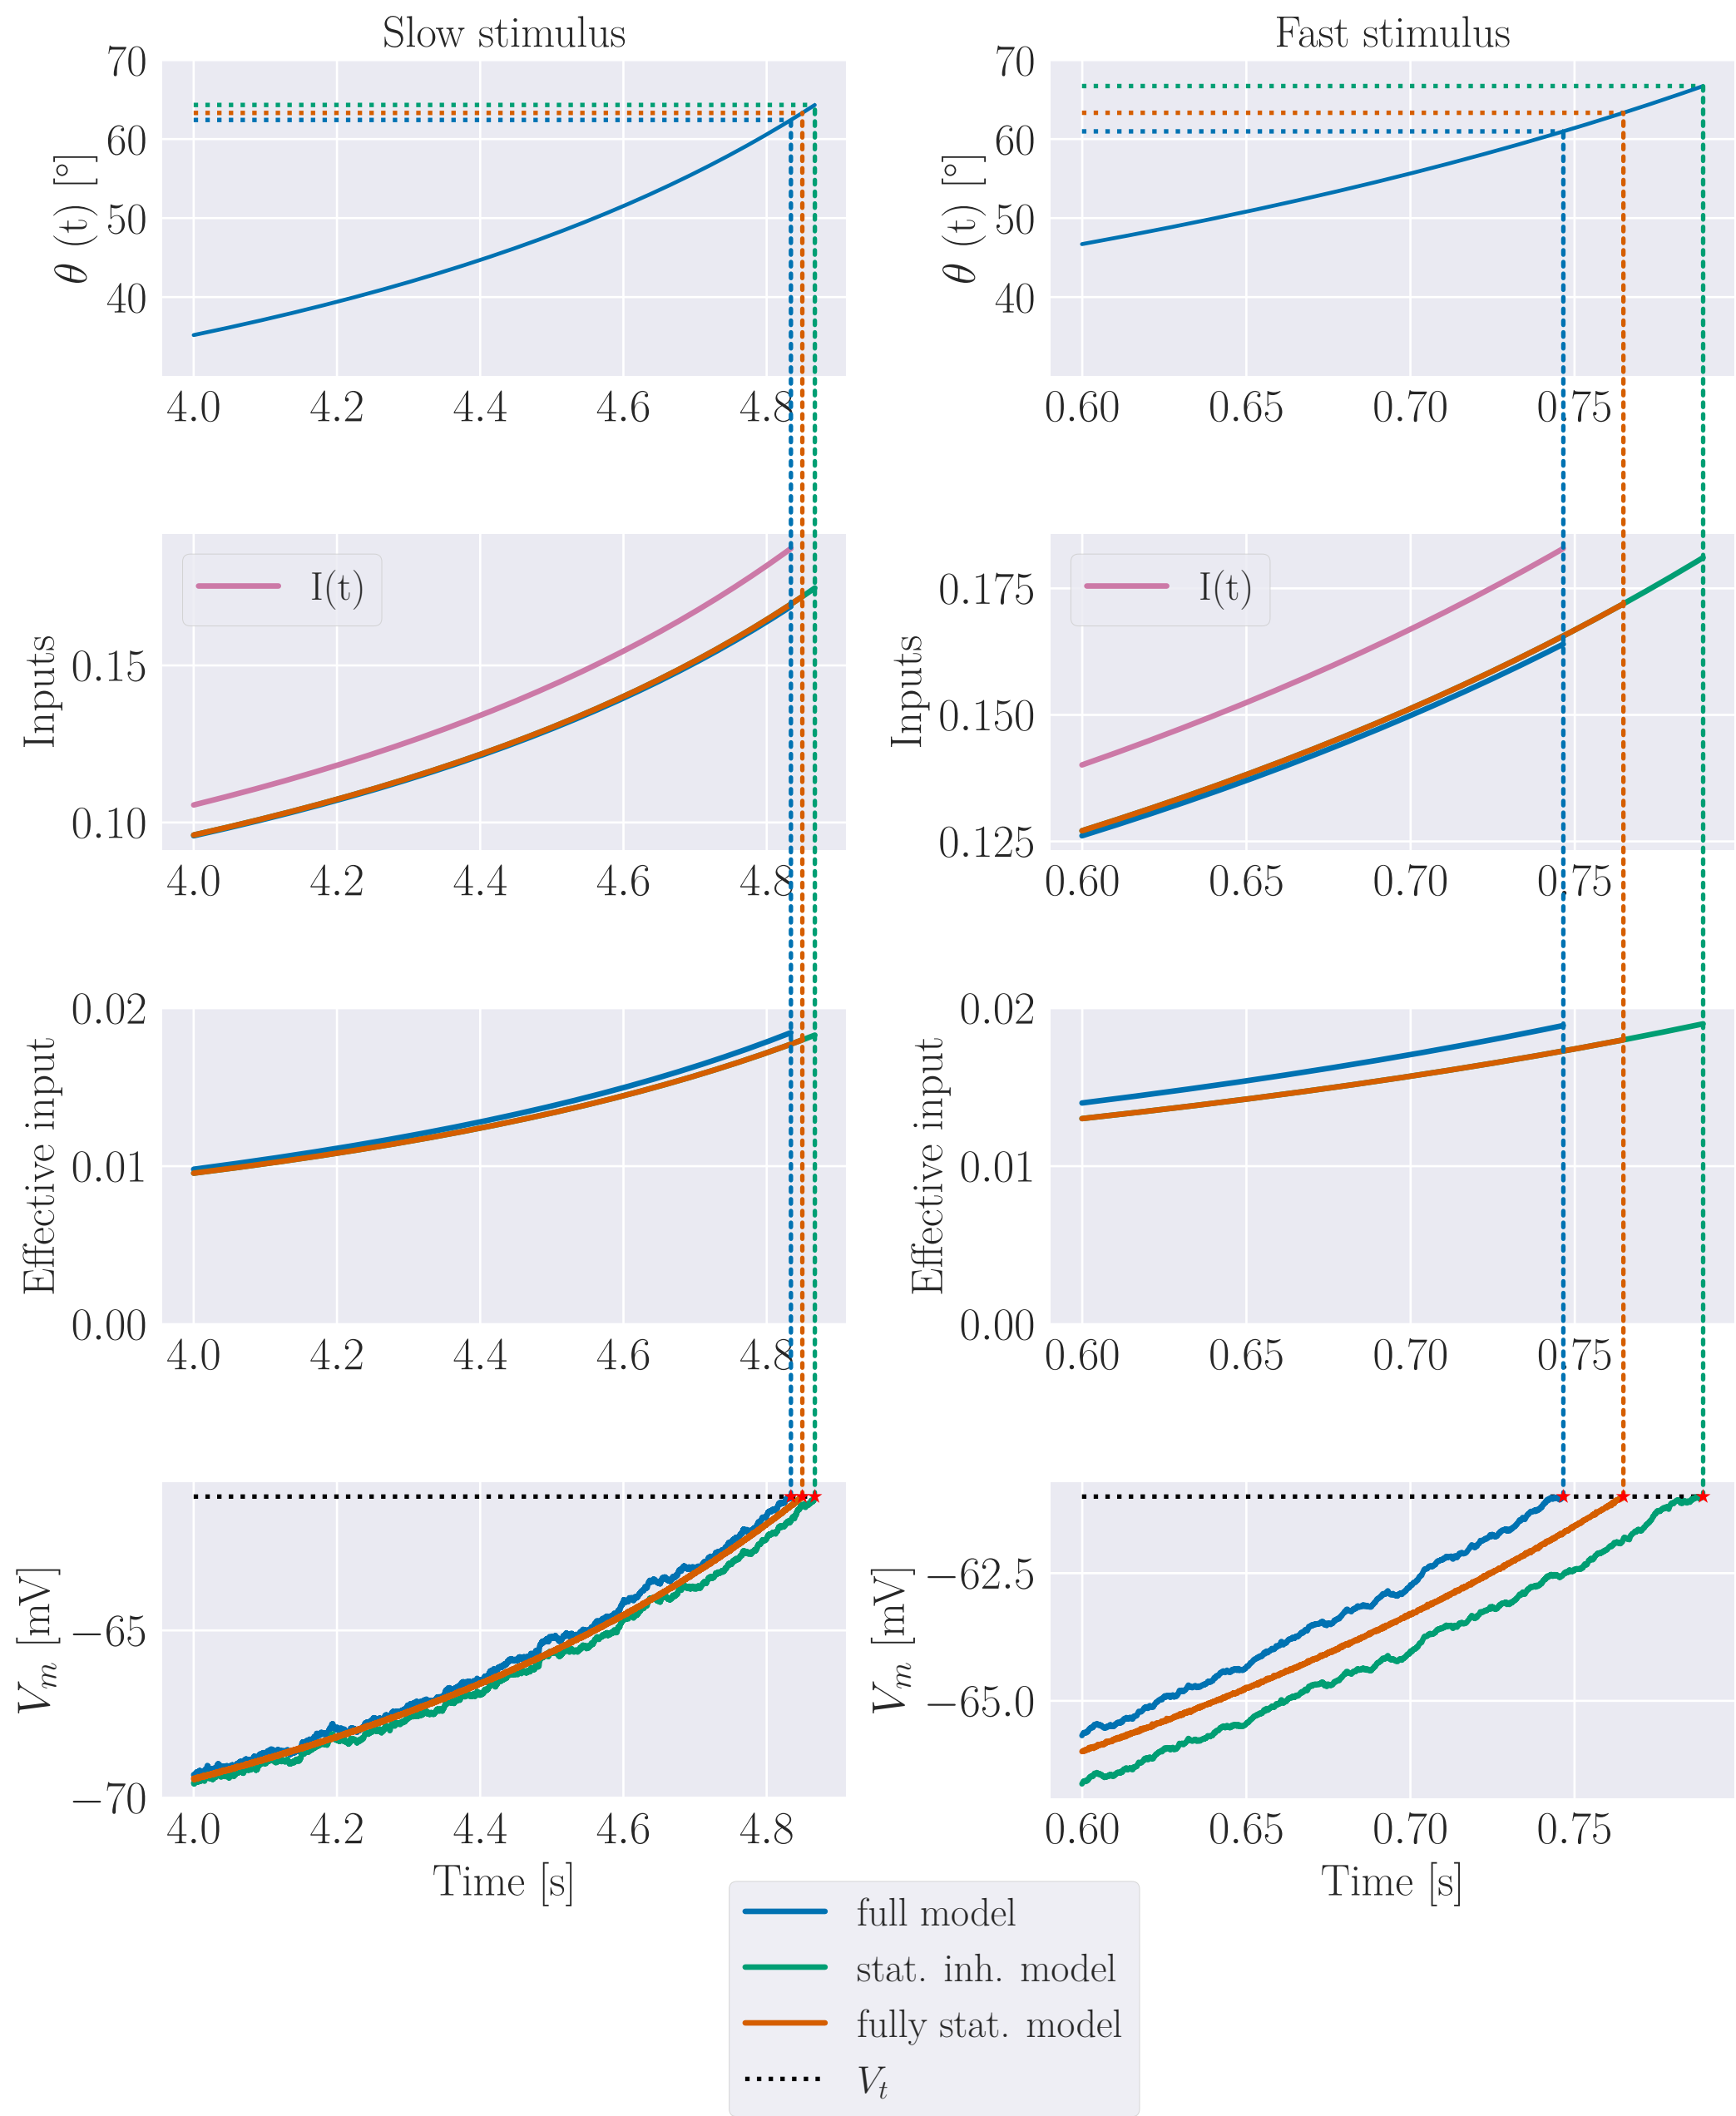 Slow stimulus
Fast stimulus
θ (t) [°]
70
60
50
40
4.0 4.2 4.4 4.6 4.8
θ (t) [°]
70
60
50
40
0.60 0.65 0.70 0.75
Inputs
I(t)
0.15
0.10
4.0 4.2 4.4 4.6 4.8
Inputs
I(t)
0.175
0.150
0.125
0.60 0.65 0.70 0.75
Effective input
0.02
0.01
0.00
4.0 4.2 4.4 4.6 4.8
Effective input
0.02
0.01
0.00
0.60 0.65 0.70 0.75
Vm [mV]
−65
−70
4.0 4.2 4.4 4.6 4.8
Time [s]
Vm [mV]
−62.5
−65.0
0.60 0.65 0.70 0.75
Time [s]
full model
stat. inh. model
fully stat. model
Vt